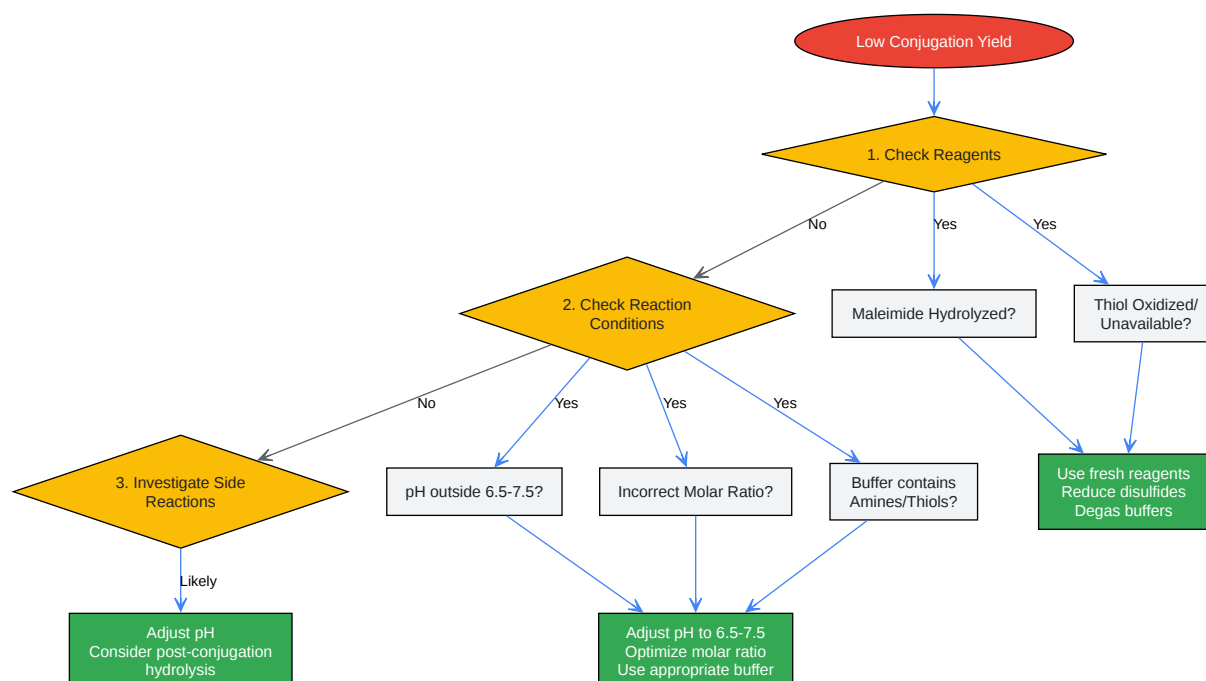 Low Conjugation Yield
1. Check Reagents
No
Yes
Yes
2. Check Reaction
Conditions
Maleimide Hydrolyzed?
Thiol Oxidized/
Unavailable?
No
Yes
Yes
Yes
3. Investigate Side
Reactions
pH outside 6.5-7.5?
Incorrect Molar Ratio?
Buffer contains
Amines/Thiols?
Use fresh reagents
Reduce disulfides
Degas buffers
Likely
Adjust pH
Consider post-conjugation
hydrolysis
Adjust pH to 6.5-7.5
Optimize molar ratio
Use appropriate buffer